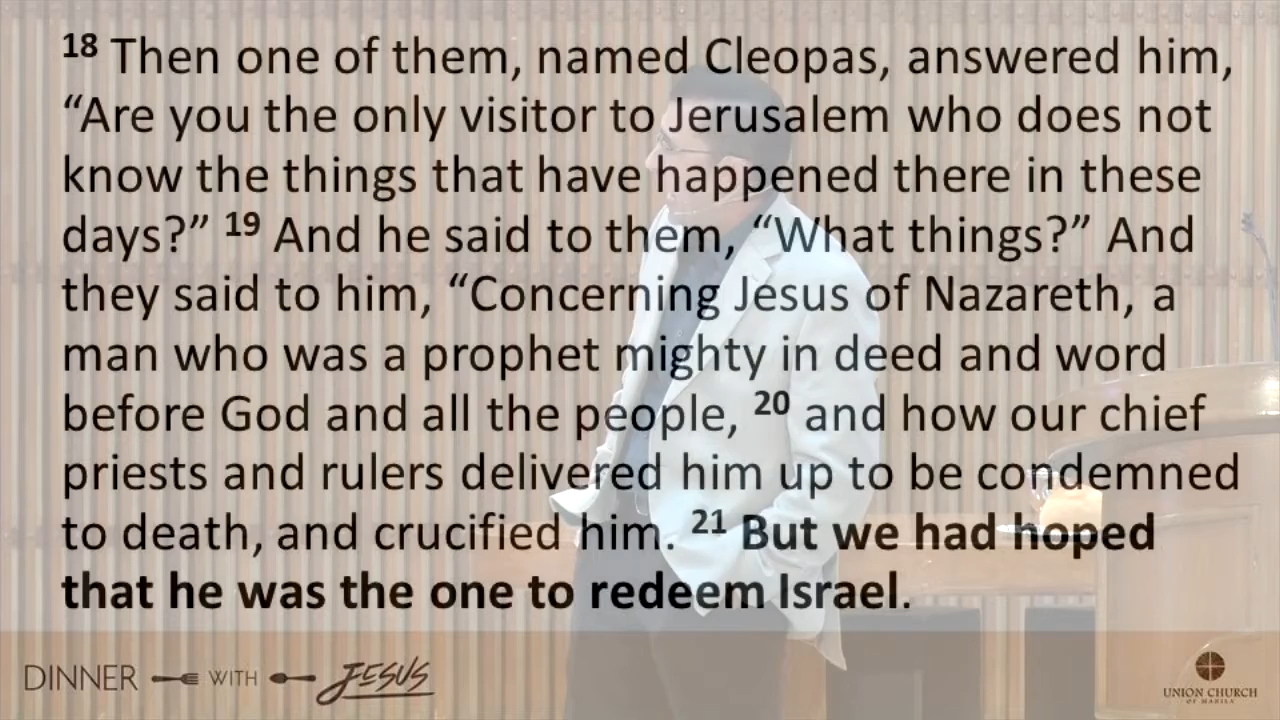 18 Then one of them, named Cleopas, answered him,
“Are you the only visitor to Jerusalem who does not
know the things that have happened there in these
days?” 19 And he said to them, “What things?” And
they said to him, “Concerning Jesus of Nazareth, a
man who was a prophet mighty in deed and word
before God and all the people, 20 and how our chief
priests and rulers delivered him up to be condemned
to death, and crucified him. 21 But we had hoped
that he was the one to redeem Israel.
DINNER WITH JESUS
UNION CHURCH
OF MANILA